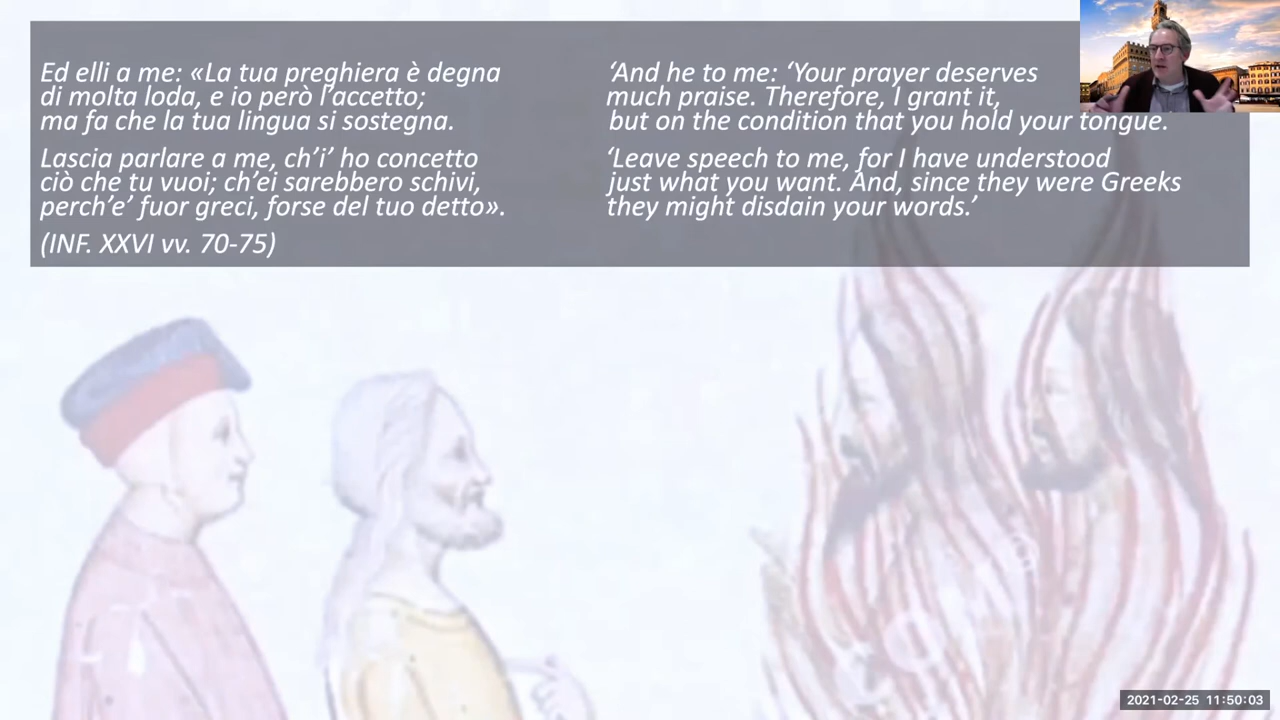 Ed elli a me: «La tua preghiera è degna
di molta loda, e io però l’accetto;
ma fa che la tua lingua si sostegna.
Lascia parlare a me, ch’i’ ho concetto
ciò che tu vuoi; ch’ei sarebbero schivi,
perch’e’ fuor greci, forse del tuo detto».
(INF. XXVI vv. 70-75)
‘And he to me: ‘Your prayer deserves
much praise. Therefore, I grant it,
but on the condition that you hold your tongue.
‘Leave speech to me, for I have understood
just what you want. And, since they were Greeks
they might disdain your words.’
2021-02-25 11:50:03